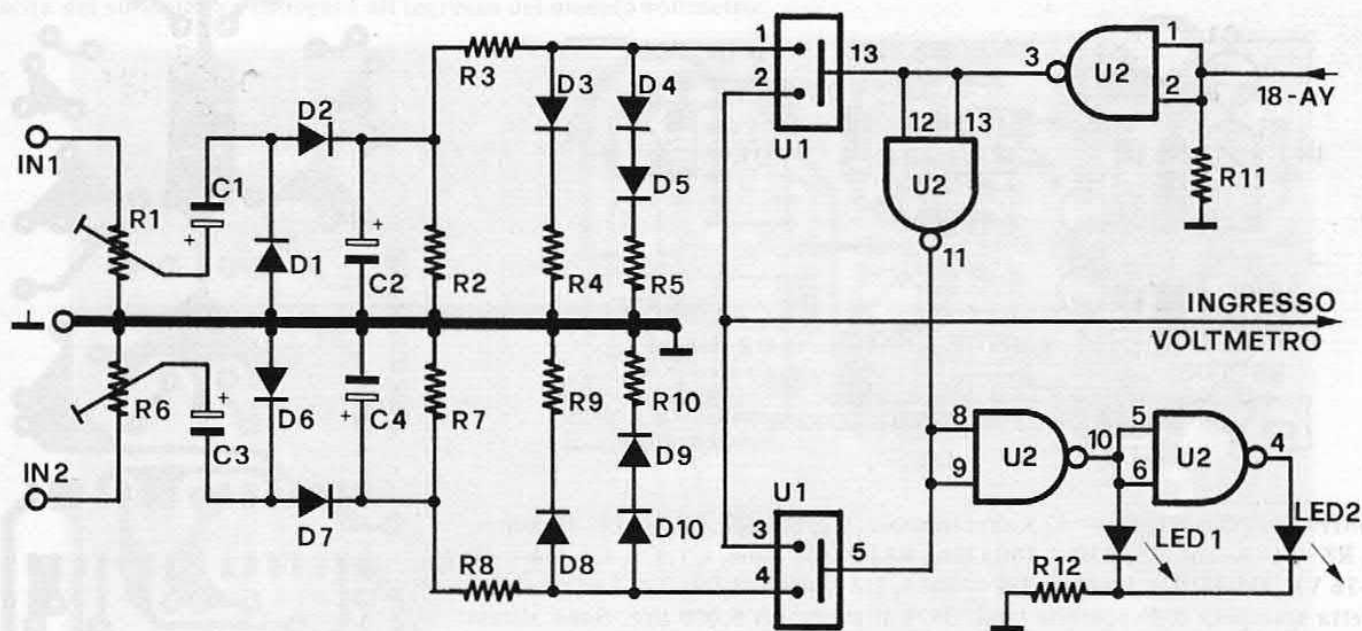 R3
1
2
13
U1
3
U2
1
2
18-AY
D3
D4
D2
IN1
C1
+
R1
D1
+
C2
R2
D5
R4
R5
12
13
U2
11
R11
INGRESSO
VOLTMETRO
R6
+
C3
D6
+
C4
R7
R9
R10
D9
D10
D8
IN2
D7
R8
U1
3
4
5
8
9
U2
10
5
6
U2
4
LED1
LED2
R12